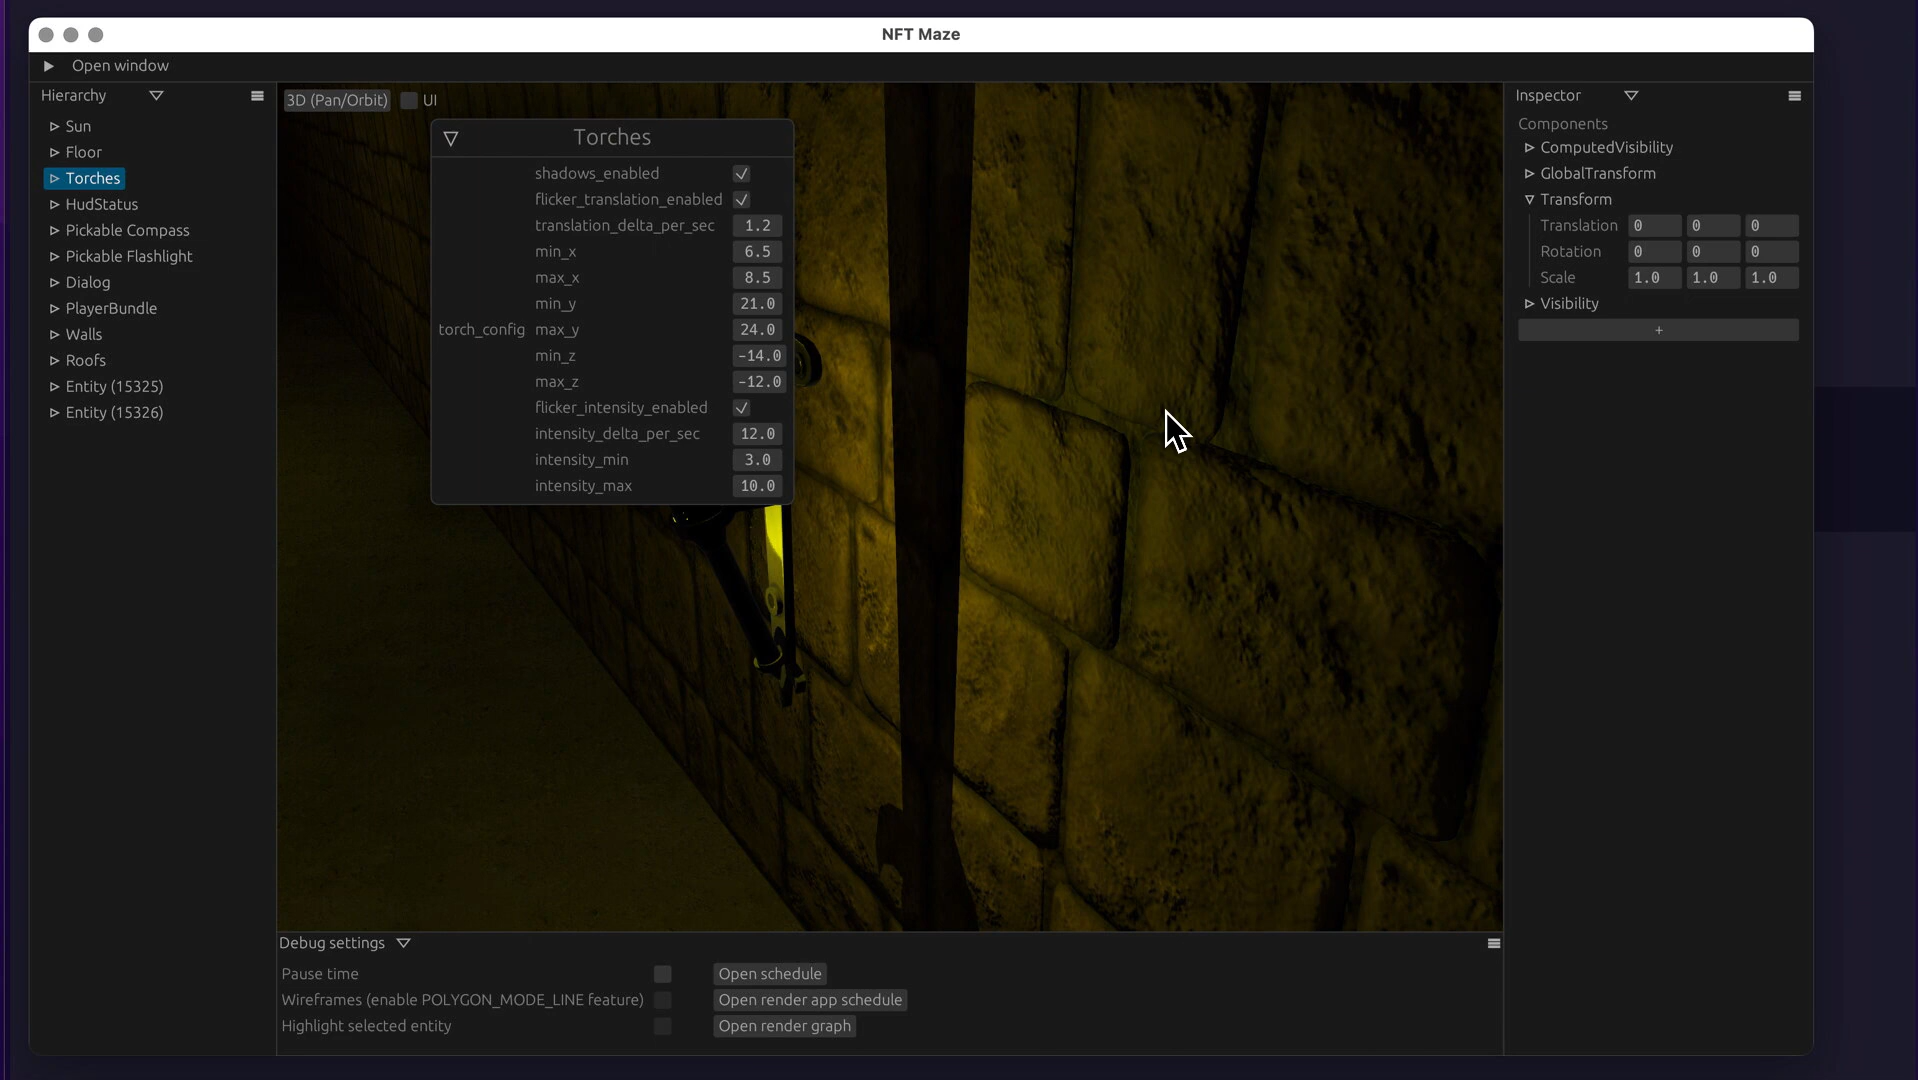 NFT Maze
Open window
Hierarchy
Sun
Floor
Torches
HudStatus
Pickable Compass
Pickable Flashlight
Dialog
PlayerBundle
Walls
Roofs
Entity (15325)
Entity (15326)
3D (Pan/Orbit) UI
Torches
shadows_enabled
flicker_translation_enabled
translation_delta_per_sec 1.2
min_x 6.5
max_x 8.5
min_y 21.0
torch_config max_y 24.0
min_z -14.0
max_z -12.0
flicker_intensity_enabled
intensity_delta_per_sec 12.0
intensity_min 3.0
intensity_max 10.0
Inspector
Components
ComputedVisibility
GlobalTransform
Transform
Translation 0 0 0
Rotation 0 0 0
Scale 1.0 1.0 1.0
Visibility
+
Debug settings
Pause time Open schedule
Wireframes (enable POLYGON_MODE_LINE feature) Open render app schedule
Highlight selected entity Open render graph